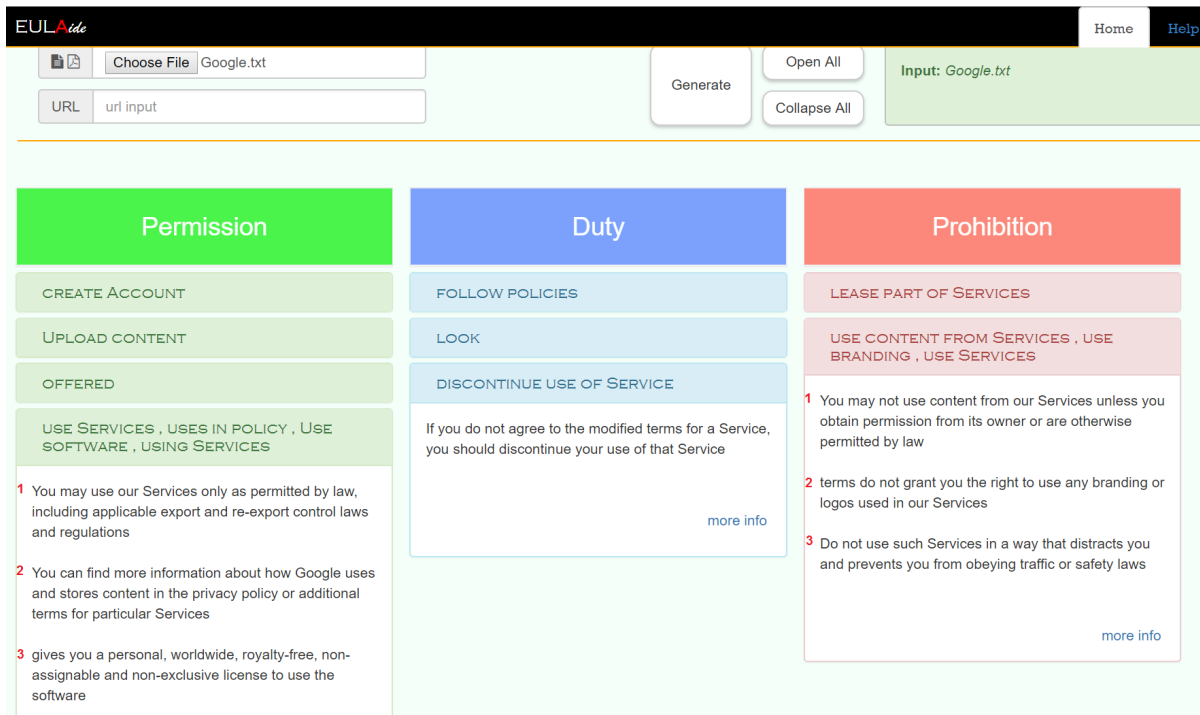 EULAide
Home
Help
Choose File Google.txt
URL url input
Generate
Open All
Collapse All
Input: Google.txt
Permission
CREATE ACCOUNT
UPLOAD CONTENT
OFFERED
USE SERVICES , USES IN POLICY , USE
SOFTWARE , USING SERVICES
1 You may use our Services only as permitted by law,
including applicable export and re-export control laws
and regulations
2 You can find more information about how Google uses
and stores content in the privacy policy or additional
terms for particular Services
3 gives you a personal, worldwide, royalty-free, non-
assignable and non-exclusive license to use the
software
Duty
FOLLOW POLICIES
LOOK
DISCONTINUE USE OF SERVICE
If you do not agree to the modified terms for a Service,
you should discontinue your use of that Service
more info
Prohibition
LEASE PART OF SERVICES
USE CONTENT FROM SERVICES , USE
BRANDING , USE SERVICES
1 You may not use content from our Services unless you
obtain permission from its owner or are otherwise
permitted by law
2 terms do not grant you the right to use any branding or
logos used in our Services
3 Do not use such Services in a way that distracts you
and prevents you from obeying traffic or safety laws
more info